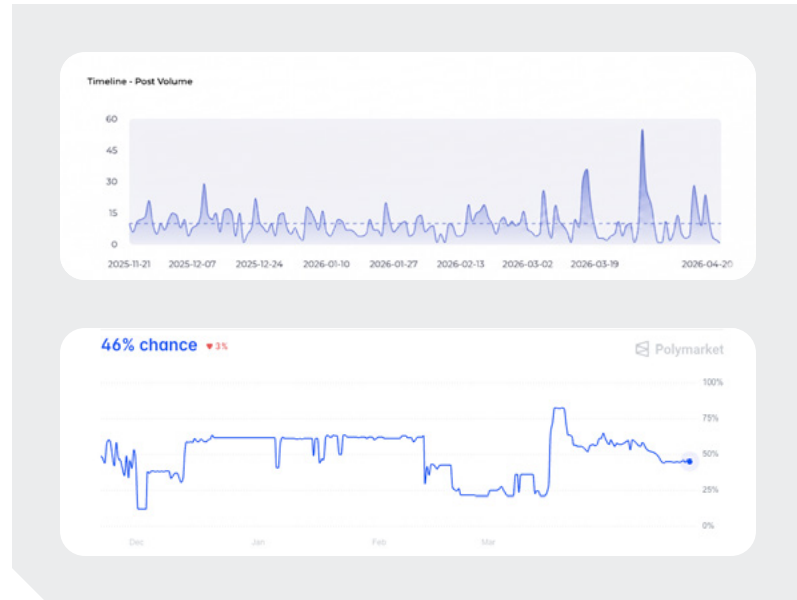 Timeline - Post Volume
60
45
30
15
0
2025-11-21 2025-12-07 2025-12-24 2026-01-10 2026-01-27 2026-02-13 2026-03-02 2026-03-19 2026-04-20
46% chance ▼ 3%
Polymarket
100%
75%
50%
25%
0%
Dec Jan Feb Mar